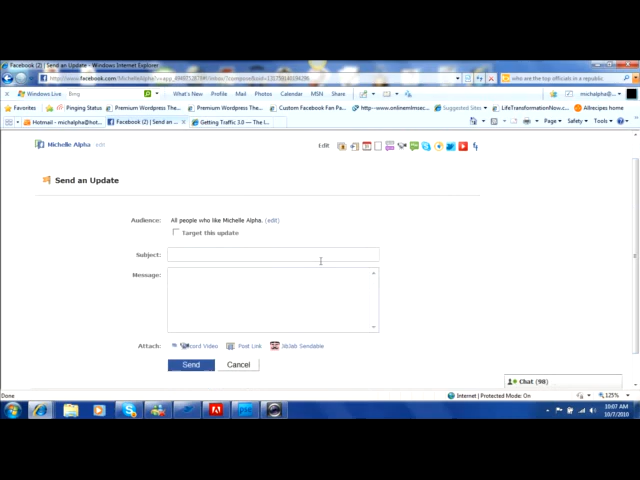 Facebook (2) | Send an Update - Windows Internet Explorer
who are the top officials in a republic
Windows Live
What's New Profile Mail Photos Calendar MSN Share
michalpha@...
Favorites Pinging Status Premium Wordpress The... Premium Wordpress The... Custom Facebook Fan Pa... Suggested Sites LifeTransformationNow.c... Allrecipes home
Hotmail - michalpha@hot... Facebook (2) | Send an ... Getting Traffic 3.0 — The I... Page Safety Tools
Michelle Alpha edit
Edit
Send an Update
Audience: All people who like Michelle Alpha. (edit)
Target this update
Subject:
Message:
Attach: Record Video Post Link JibJab Sendable
Send Cancel
Chat (98)
Done
Internet | Protected Mode: On
125%
10:07 AM
10/7/2010